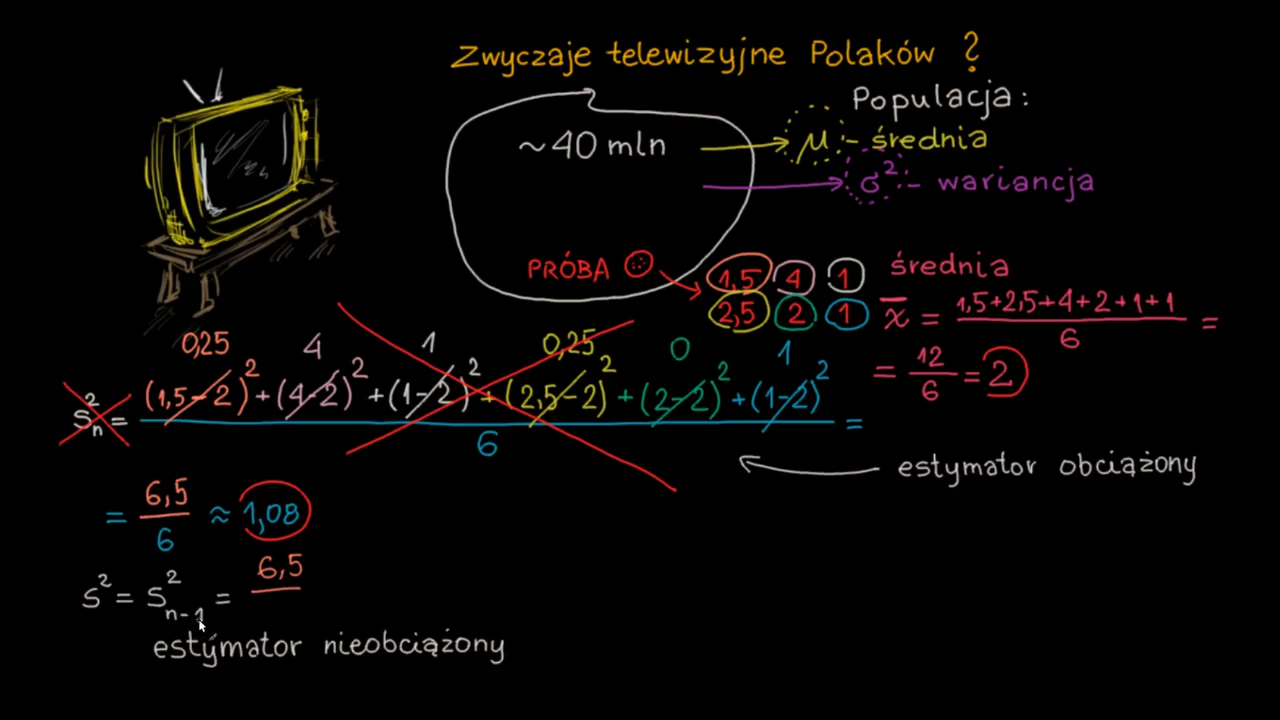 Zwyczaje telewizyjne Polaków ?
Populacja:
~40 mln
μ - średnia
σ² - wariancja
PRÓBA
1,5 4 1
2,5 2 1
średnia
x̄ = (1,5+2,5+4+2+1+1)/6 =
= 12/6 = 2
0,25 4 1 0,25 0 1
Sₙ² = ((1,5-2)²+(4-2)²+(1-2)²+(2,5-2)²+(2-2)²+(1-2)²)/6 =
estymator obciążony
= 6,5/6 ≈ 1,08
6,5
S² = Sₙ₋₁² =
estymator nieobciążony